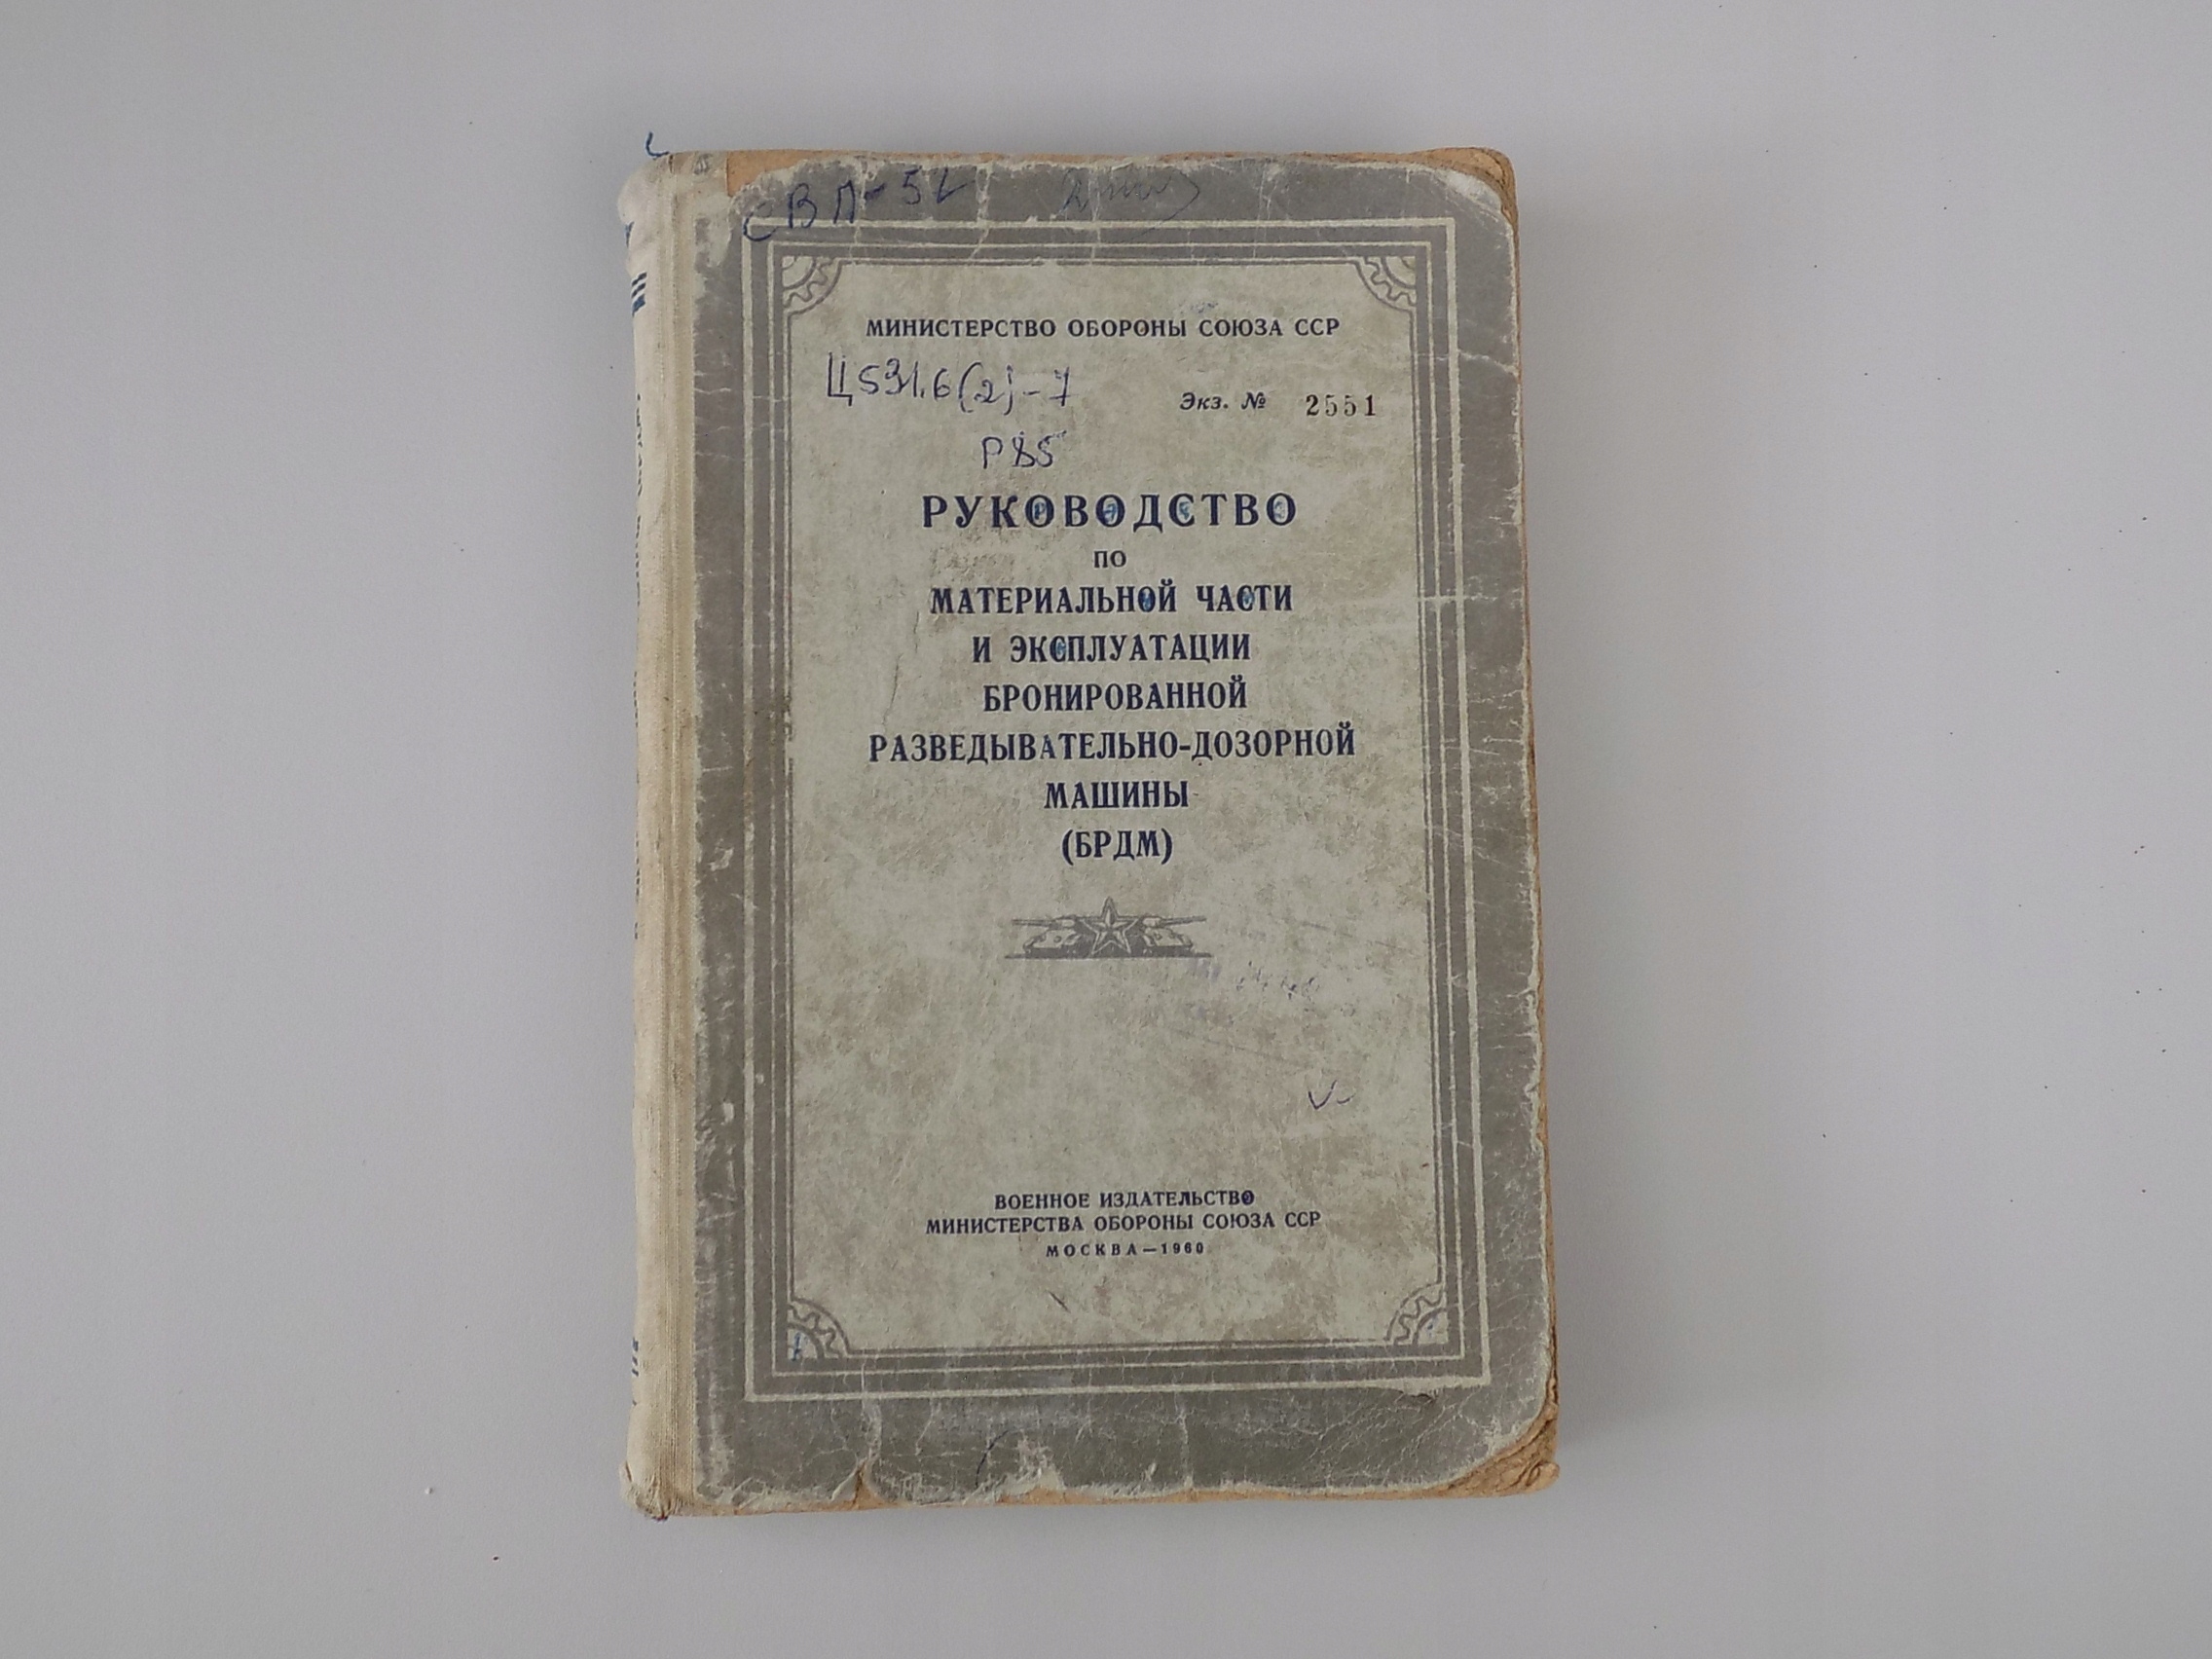 СВП-51
МИНИСТЕРСТВО ОБОРОНЫ СОЮЗА ССР
Ц531.6(2)-7
Экз. № 2551
Р85
РУКОВОДСТВО
ПО
МАТЕРИАЛЬНОЙ ЧАСТИ
И ЭКСПЛУАТАЦИИ
БРОНИРОВАННОЙ
РАЗВЕДЫВАТЕЛЬНО-ДОЗОРНОЙ
МАШИНЫ
(БРДМ)
ВОЕННОЕ ИЗДАТЕЛЬСТВО
МИНИСТЕРСТВА ОБОРОНЫ СОЮЗА ССР
МОСКВА—1960